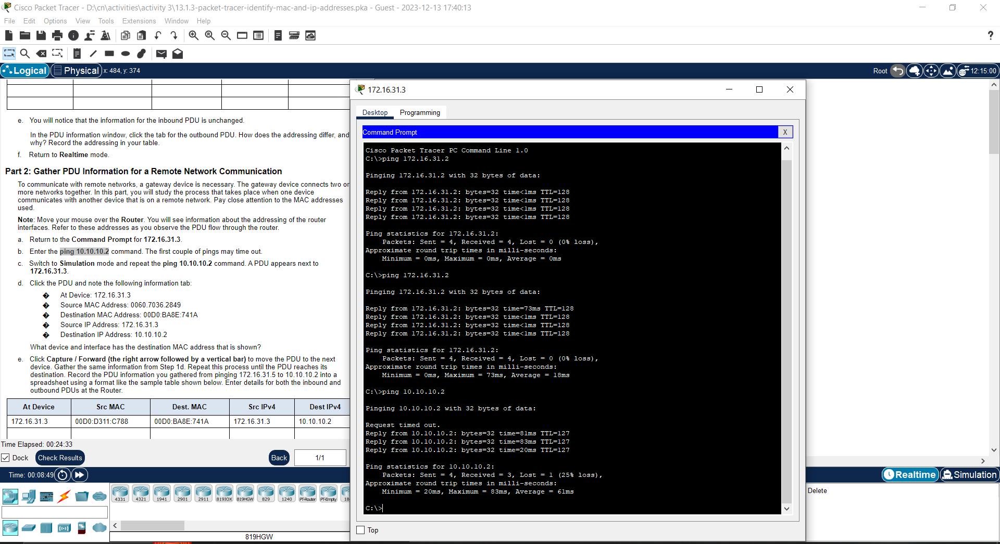 Cisco Packet Tracer - D:\cn\activities\activity 3\13.1.3-packet-tracer-identify-mac-and-ip-addresses.pka - Guest - 2023-12-13 17:40:13
File Edit Options View Tools Extensions Window Help
?
Logical Physical x: 484, y: 374
Root 12:15:00
e. You will notice that the information for the inbound PDU is unchanged.
In the PDU information window, click the tab for the outbound PDU. How does the addressing differ, and
why? Record the addressing in your table.
f. Return to Realtime mode.
Part 2: Gather PDU Information for a Remote Network Communication
To communicate with remote networks, a gateway device is necessary. The gateway device connects two or
more networks together. In this part, you will study the process that takes place when one device
communicates with another device that is on a remote network. Pay close attention to the MAC addresses
used.
Note: Move your mouse over the Router. You will see information about the addressing of the router
interfaces. Refer to these addresses as you observe the PDU flow through the router.
a. Return to the Command Prompt for 172.16.31.3.
b. Enter the ping 10.10.10.2 command. The first couple of pings may time out.
c. Switch to Simulation mode and repeat the ping 10.10.10.2 command. A PDU appears next to
172.16.31.3.
d. Click the PDU and note the following information tab:
� At Device: 172.16.31.3
� Source MAC Address: 0060.7036.2849
� Destination MAC Address: 00D0:BA8E:741A
� Source IP Address: 172.16.31.3
� Destination IP Address: 10.10.10.2
What device and interface has the destination MAC address that is shown?
e. Click Capture / Forward (the right arrow followed by a vertical bar) to move the PDU to the next
device. Gather the same information from Step 1d. Repeat this process until the PDU reaches its
destination. Record the PDU information you gathered from pinging 172.16.31.5 to 10.10.10.2 into a
spreadsheet using a format like the sample table shown below. Enter details for both the inbound and
outbound PDUs at the Router.
At Device Src MAC Dest. MAC Src IPv4 Dest IPv4
172.16.31.3 00D0:D311:C788 00D0:BA8E:741A 172.16.31.3 10.10.10.2
Time Elapsed: 00:24:33
Dock Check Results Back 1/1
Time: 00:08:49
Realtime Simulation
4331 4321 1941 2901 2911 819IOX 819HGW 829 1240 PT-Router PT-Empty 18
819HGW
Delete
172.16.31.3
Desktop Programming
Command Prompt X
Cisco Packet Tracer PC Command Line 1.0
C:\>ping 172.16.31.2
Pinging 172.16.31.2 with 32 bytes of data:
Reply from 172.16.31.2: bytes=32 time<1ms TTL=128
Reply from 172.16.31.2: bytes=32 time<1ms TTL=128
Reply from 172.16.31.2: bytes=32 time<1ms TTL=128
Reply from 172.16.31.2: bytes=32 time<1ms TTL=128
Ping statistics for 172.16.31.2:
Packets: Sent = 4, Received = 4, Lost = 0 (0% loss),
Approximate round trip times in milli-seconds:
Minimum = 0ms, Maximum = 0ms, Average = 0ms
C:\>ping 172.16.31.2
Pinging 172.16.31.2 with 32 bytes of data:
Reply from 172.16.31.2: bytes=32 time=73ms TTL=128
Reply from 172.16.31.2: bytes=32 time<1ms TTL=128
Reply from 172.16.31.2: bytes=32 time<1ms TTL=128
Reply from 172.16.31.2: bytes=32 time<1ms TTL=128
Ping statistics for 172.16.31.2:
Packets: Sent = 4, Received = 4, Lost = 0 (0% loss),
Approximate round trip times in milli-seconds:
Minimum = 0ms, Maximum = 73ms, Average = 18ms
C:\>ping 10.10.10.2
Pinging 10.10.10.2 with 32 bytes of data:
Request timed out.
Reply from 10.10.10.2: bytes=32 time=81ms TTL=127
Reply from 10.10.10.2: bytes=32 time=83ms TTL=127
Reply from 10.10.10.2: bytes=32 time=20ms TTL=127
Ping statistics for 10.10.10.2:
Packets: Sent = 4, Received = 3, Lost = 1 (25% loss),
Approximate round trip times in milli-seconds:
Minimum = 20ms, Maximum = 83ms, Average = 61ms
C:\>
Top